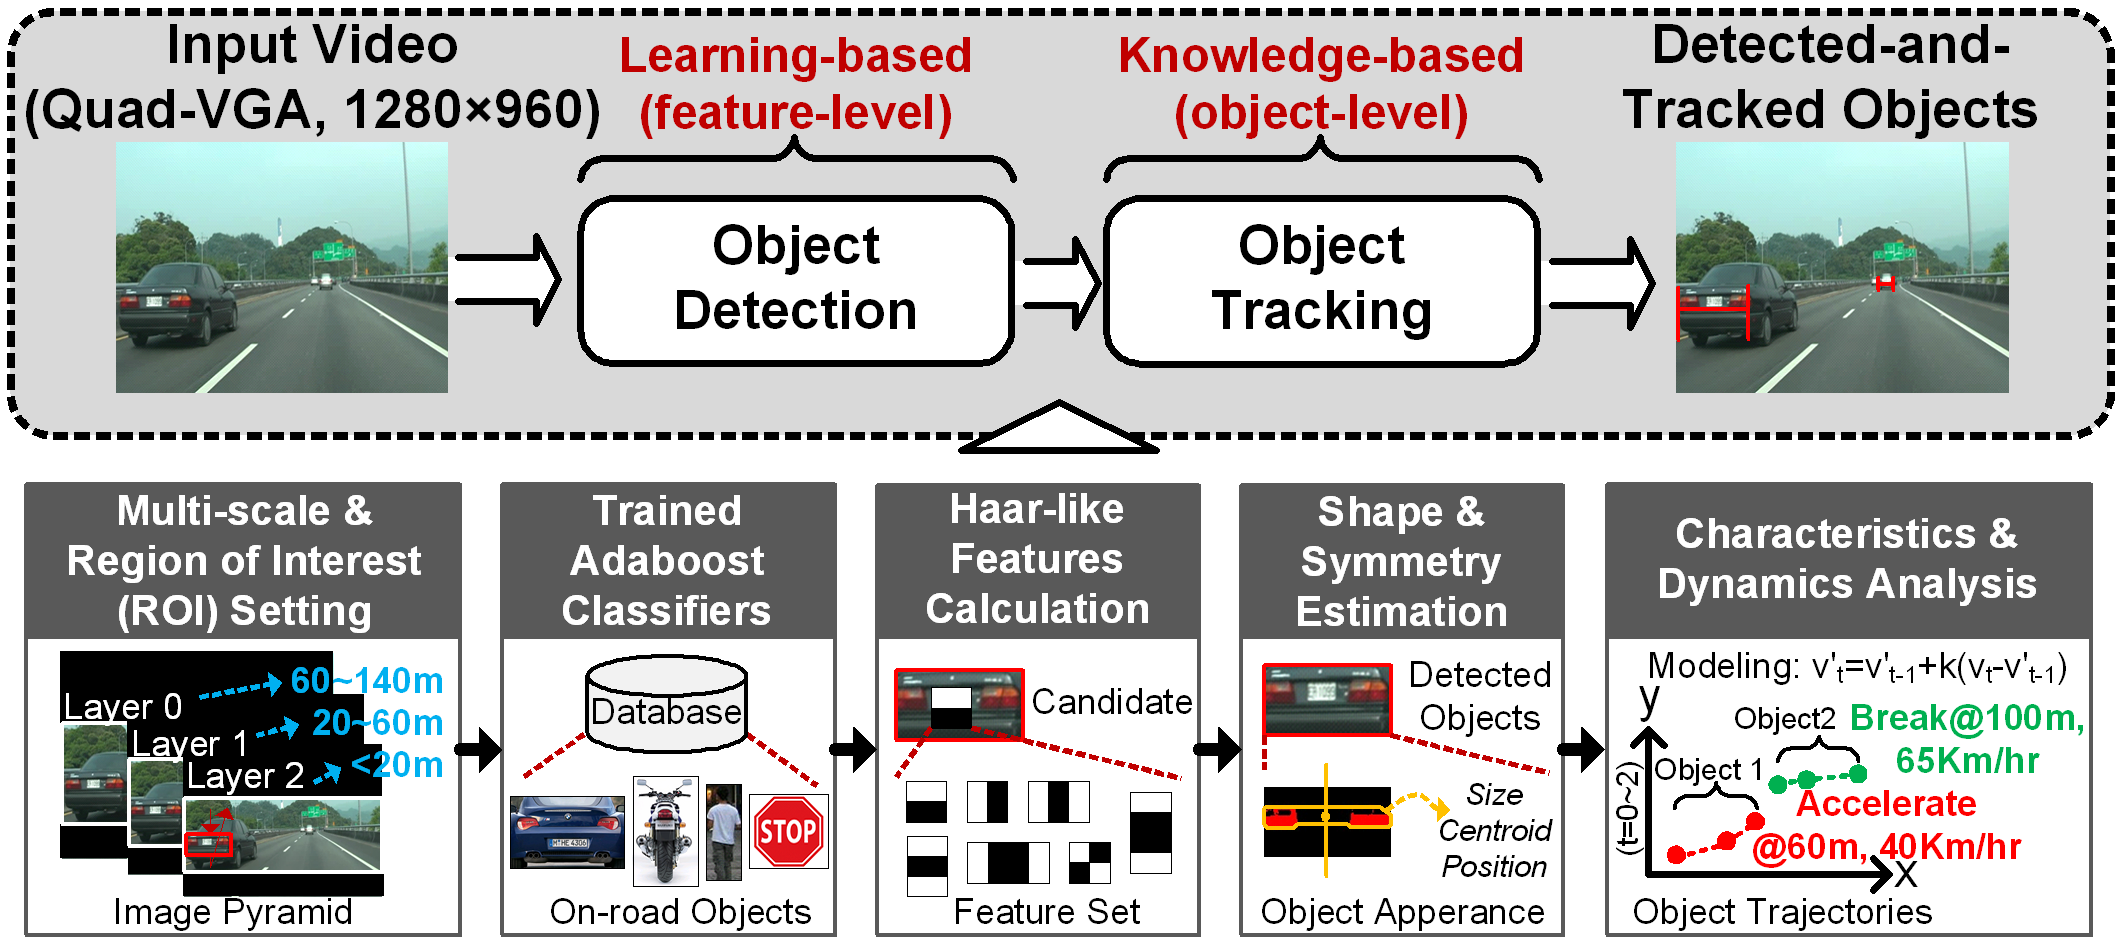 Input Video
(Quad-VGA, 1280×960)
Learning-based
(feature-level)
Knowledge-based
(object-level)
Detected-and-
Tracked Objects
Object
Detection
Object
Tracking
Multi-scale &
Region of Interest
(ROI) Setting
Layer 0
60~140m
Layer 1
20~60m
Layer 2
<20m
Image Pyramid
Trained
Adaboost
Classifiers
Database
M·HE 4306
STOP
On-road Objects
Haar-like
Features
Calculation
Candidate
Feature Set
Shape &
Symmetry
Estimation
Detected
Objects
Size
Centroid
Position
Object Apperance
Characteristics &
Dynamics Analysis
Modeling: v't=v't-1+k(vt-v't-1)
y
(t=0~2)
Object2
Break@100m,
65Km/hr
Object 1
Accelerate
@60m, 40Km/hr
X
Object Trajectories